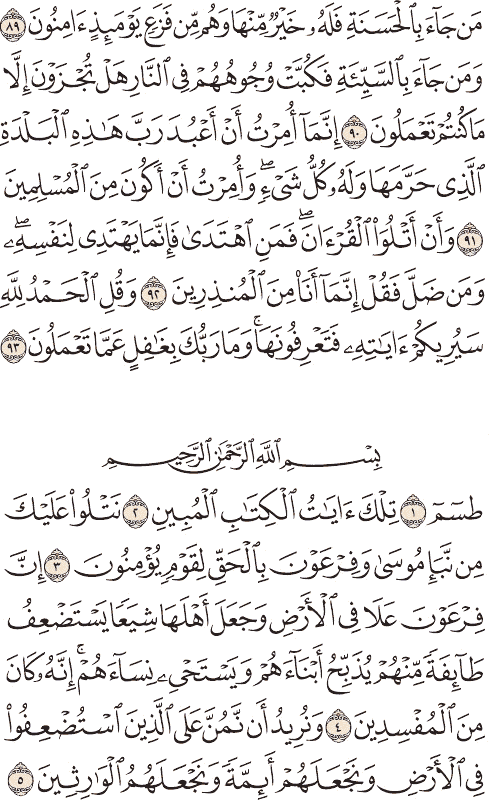 مَن جَآءَ بِٱلْحَسَنَةِ فَلَهُۥ خَيْرٌ مِّنْهَا وَهُم مِّن فَزَعٍ يَوْمَئِذٍ ءَامِنُونَ ٨٩
وَمَن جَآءَ بِٱلسَّيِّئَةِ فَكُبَّتْ وُجُوهُهُمْ فِى ٱلنَّارِ هَلْ تُجْزَوْنَ إِلَّا
مَا كُنتُمْ تَعْمَلُونَ ٩٠ إِنَّمَآ أُمِرْتُ أَنْ أَعْبُدَ رَبَّ هَٰذِهِ ٱلْبَلْدَةِ
ٱلَّذِى حَرَّمَهَا وَلَهُۥ كُلُّ شَىْءٍ ۖ وَأُمِرْتُ أَنْ أَكُونَ مِنَ ٱلْمُسْلِمِينَ
٩١ وَأَنْ أَتْلُوَا۟ ٱلْقُرْءَانَ ۖ فَمَنِ ٱهْتَدَىٰ فَإِنَّمَا يَهْتَدِى لِنَفْسِهِۦ ۖ
وَمَن ضَلَّ فَقُلْ إِنَّمَآ أَنَا۠ مِنَ ٱلْمُنذِرِينَ ٩٢ وَقُلِ ٱلْحَمْدُ لِلَّهِ
سَيُرِيكُمْ ءَايَٰتِهِۦ فَتَعْرِفُونَهَا ۚ وَمَا رَبُّكَ بِغَٰفِلٍ عَمَّا تَعْمَلُونَ ٩٣
بِسْمِ ٱللَّهِ ٱلرَّحْمَٰنِ ٱلرَّحِيمِ
طسٓمٓ ١ تِلْكَ ءَايَٰتُ ٱلْكِتَٰبِ ٱلْمُبِينِ ٢ نَتْلُوا۟ عَلَيْكَ
مِن نَّبَإِ مُوسَىٰ وَفِرْعَوْنَ بِٱلْحَقِّ لِقَوْمٍ يُؤْمِنُونَ ٣ إِنَّ
فِرْعَوْنَ عَلَا فِى ٱلْأَرْضِ وَجَعَلَ أَهْلَهَا شِيَعًا يَسْتَضْعِفُ
طَآئِفَةً مِّنْهُمْ يُذَبِّحُ أَبْنَآءَهُمْ وَيَسْتَحْىِۦ نِسَآءَهُمْ ۚ إِنَّهُۥ كَانَ
مِنَ ٱلْمُفْسِدِينَ ٤ وَنُرِيدُ أَن نَّمُنَّ عَلَى ٱلَّذِينَ ٱسْتُضْعِفُوا۟
فِى ٱلْأَرْضِ وَنَجْعَلَهُمْ أَئِمَّةً وَنَجْعَلَهُمُ ٱلْوَٰرِثِينَ ٥